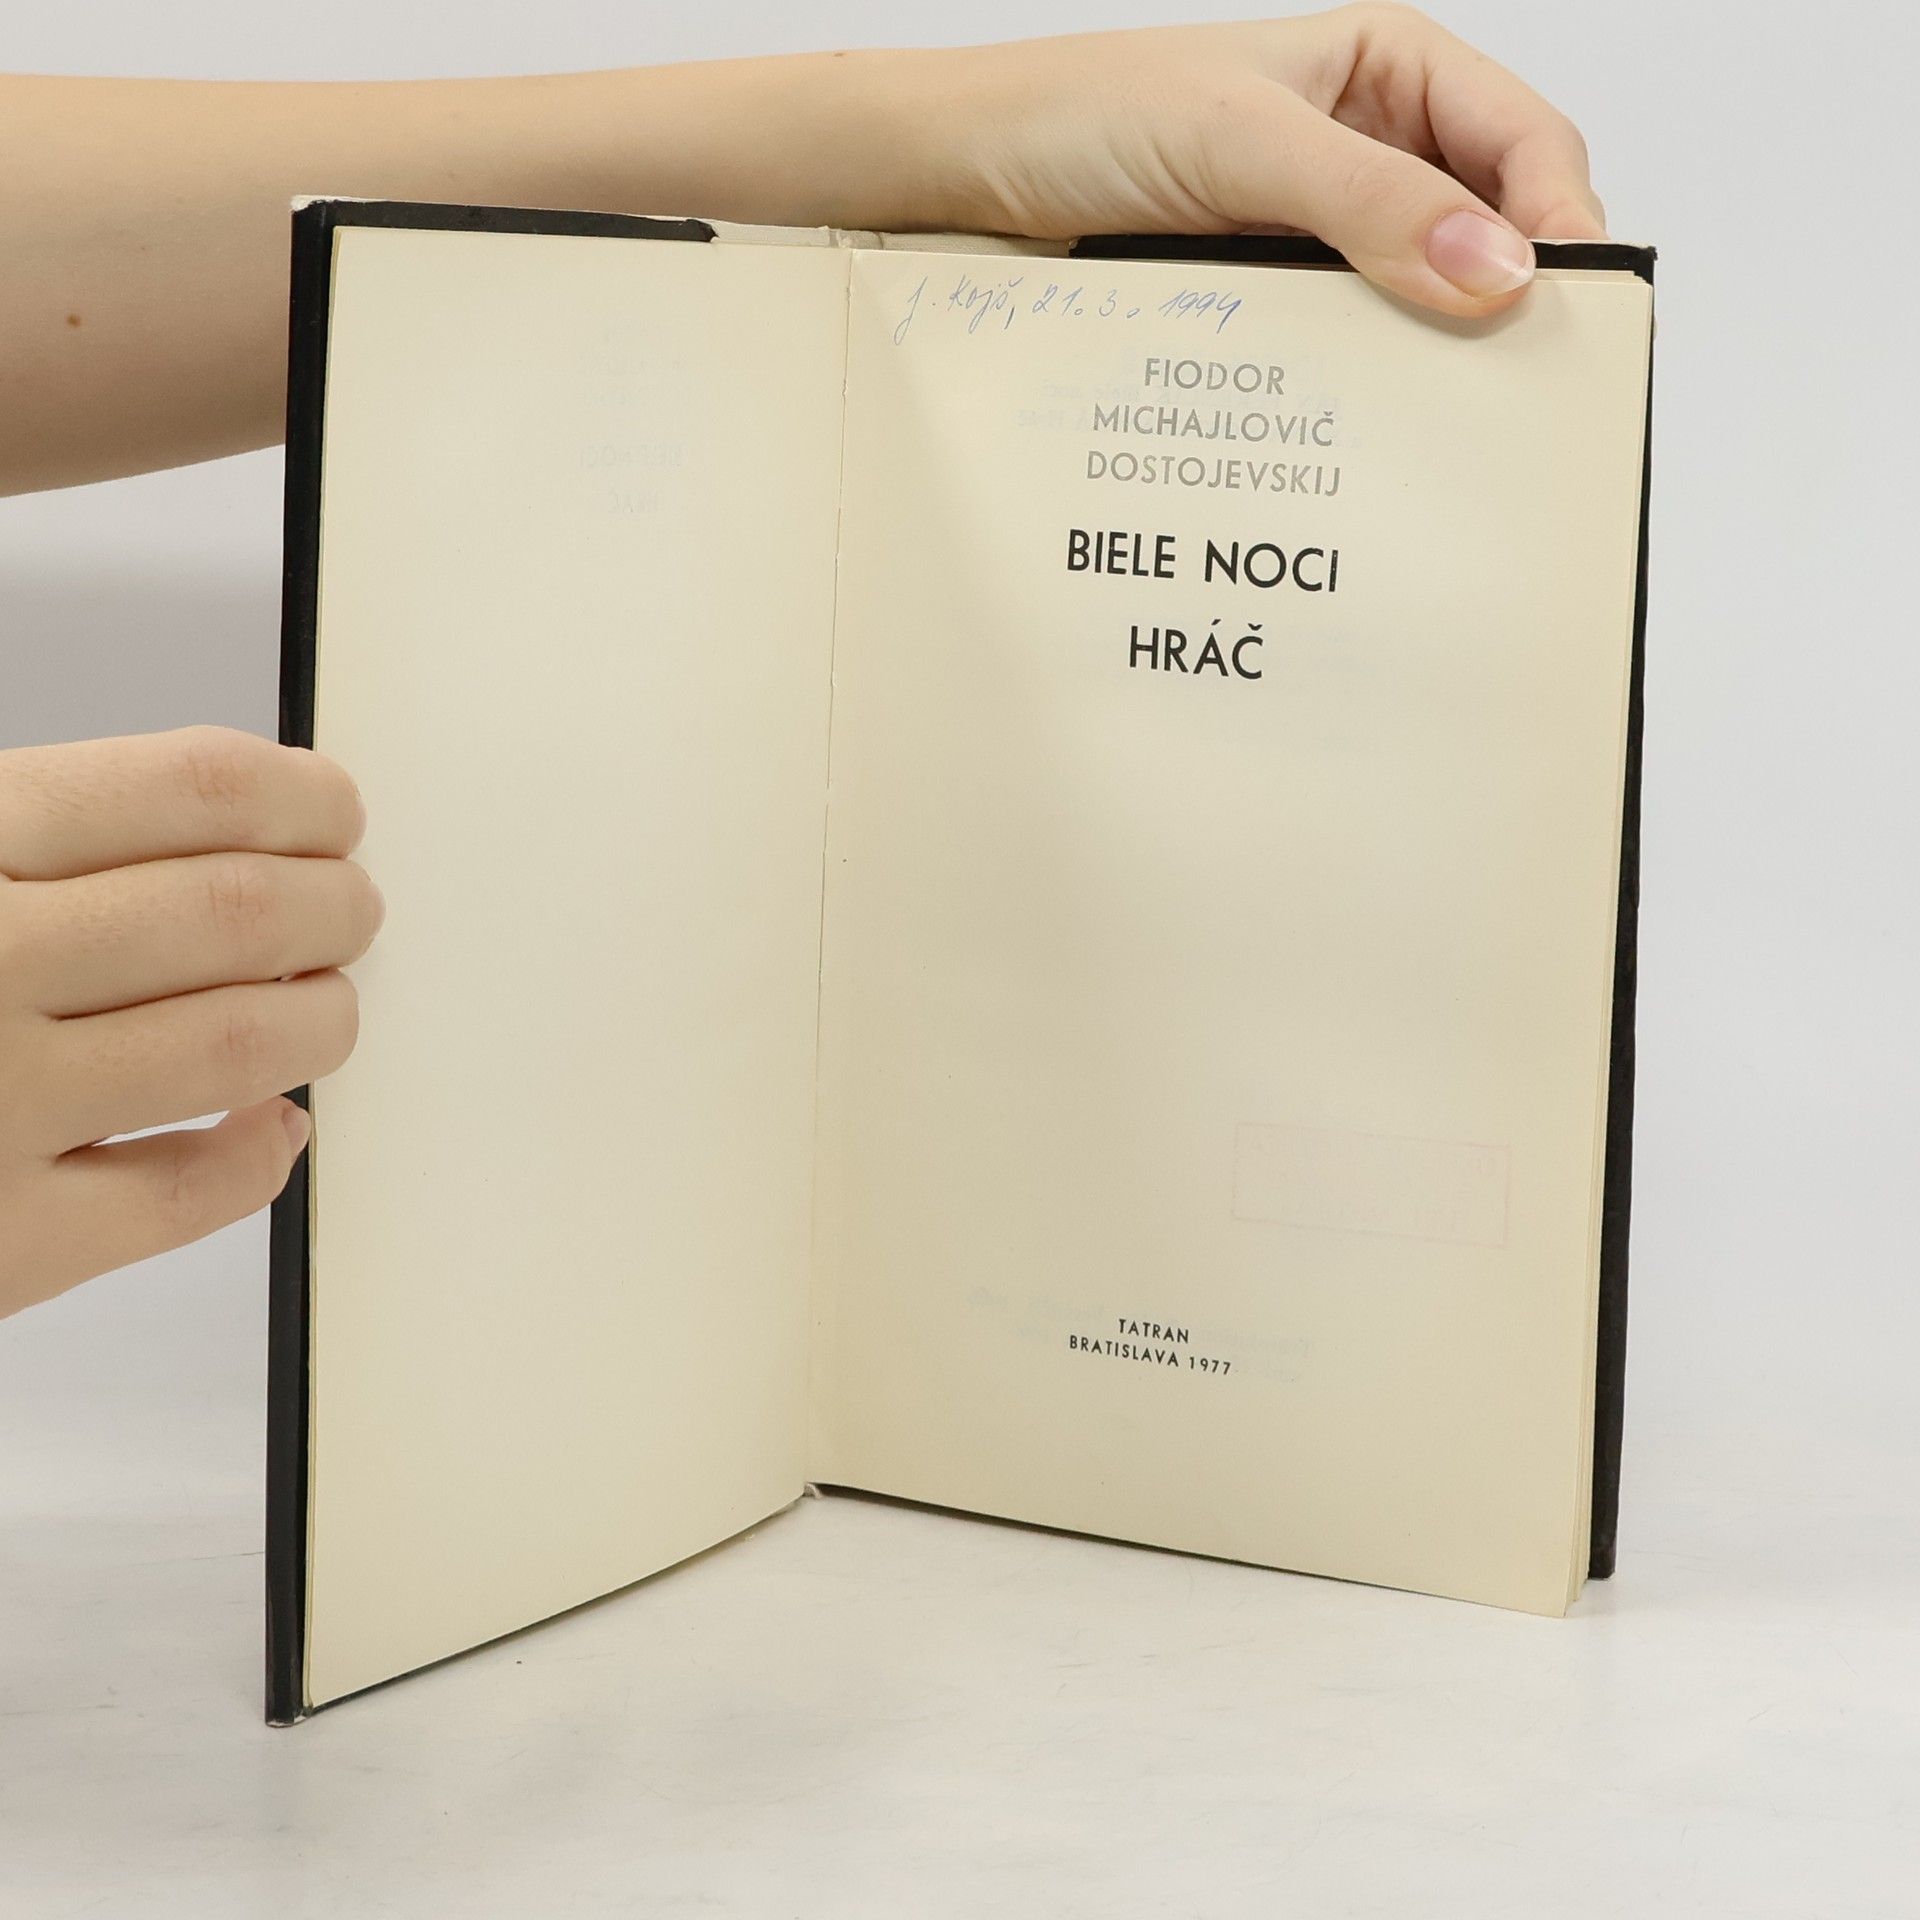 J. Kojš, 21. 3. 1994
FIODOR
MICHAJLOVIČ
DOSTOJEVSKIJ
BIELE NOCI
HRÁČ
TATRAN
BRATISLAVA 1977